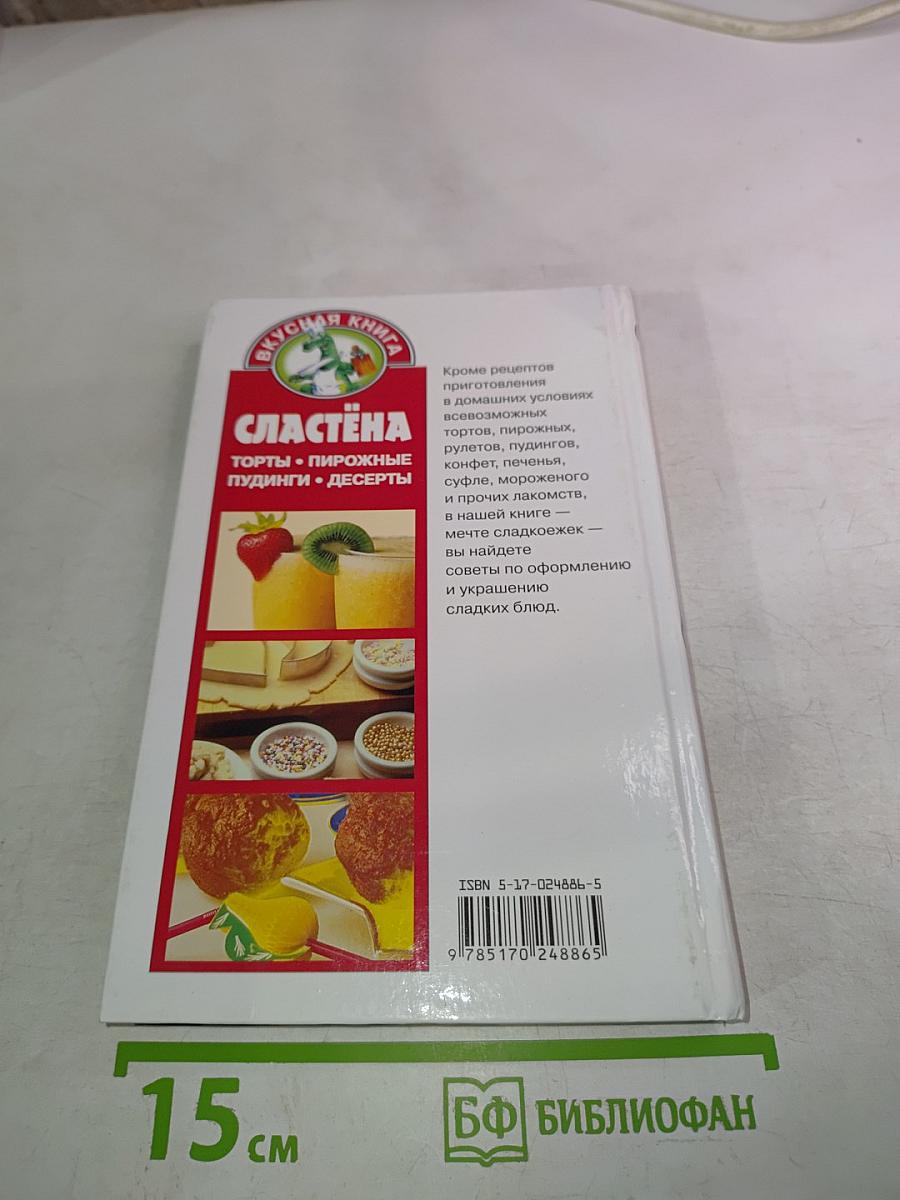 ВКУСНАЯ КНИГА
СЛАСТЁНА
ТОРТЫ • ПИРОЖНЫЕ
ПУДИНГИ • ДЕСЕРТЫ
Кроме рецептов
приготовления
в домашних условиях
всевозможных
тортов, пирожных,
рулетов, пудингов,
конфет, печенья,
суфле, мороженого
и прочих лакомств,
в нашей книге —
мечте сладкоежек —
вы найдете
советы по оформлению
и украшению
сладких блюд.
ISBN 5-17-024886-5
9 785170 248865
15 см
БФ БИБЛИОФАН